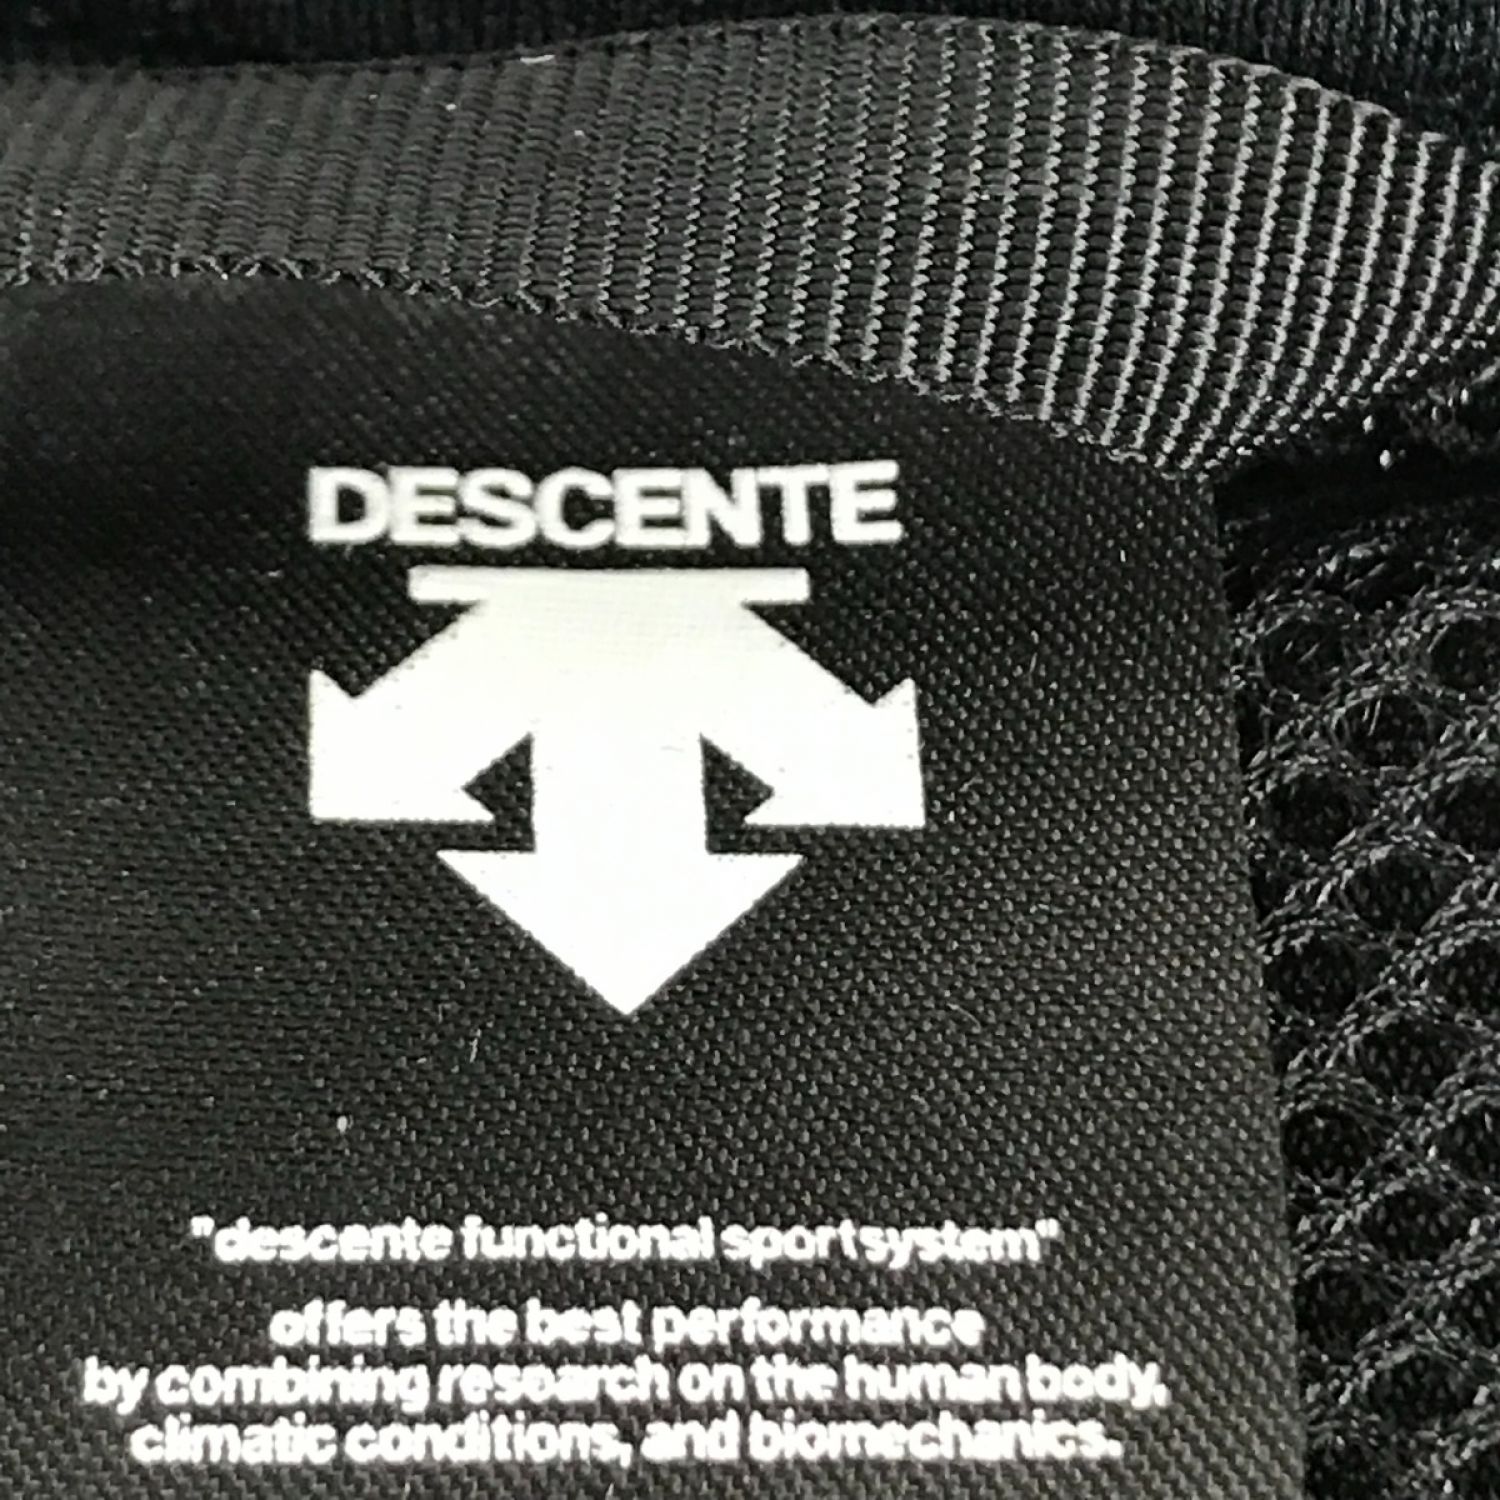 DESCENTE
"descente functional sportsystem"
offers the best performance
by combining research on the human body,
climatic conditions, and biomechanics.